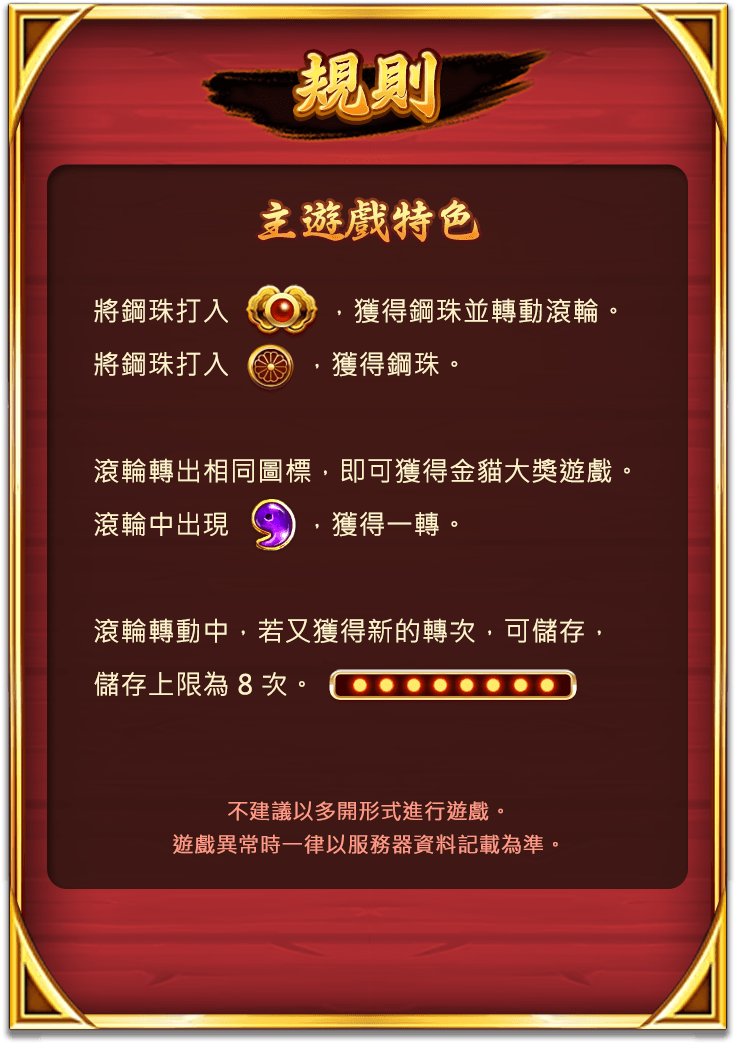 規則
主遊戲特色
將鋼珠打入 ，獲得鋼珠並轉動滾輪。
將鋼珠打入 ，獲得鋼珠。
滾輪轉出相同圖標，即可獲得金貓大獎遊戲。
滾輪中出現 ，獲得一轉。
滾輪轉動中，若又獲得新的轉次，可儲存，
儲存上限為 8 次。
不建議以多開形式進行遊戲。
遊戲異常時一律以服務器資料記載為準。